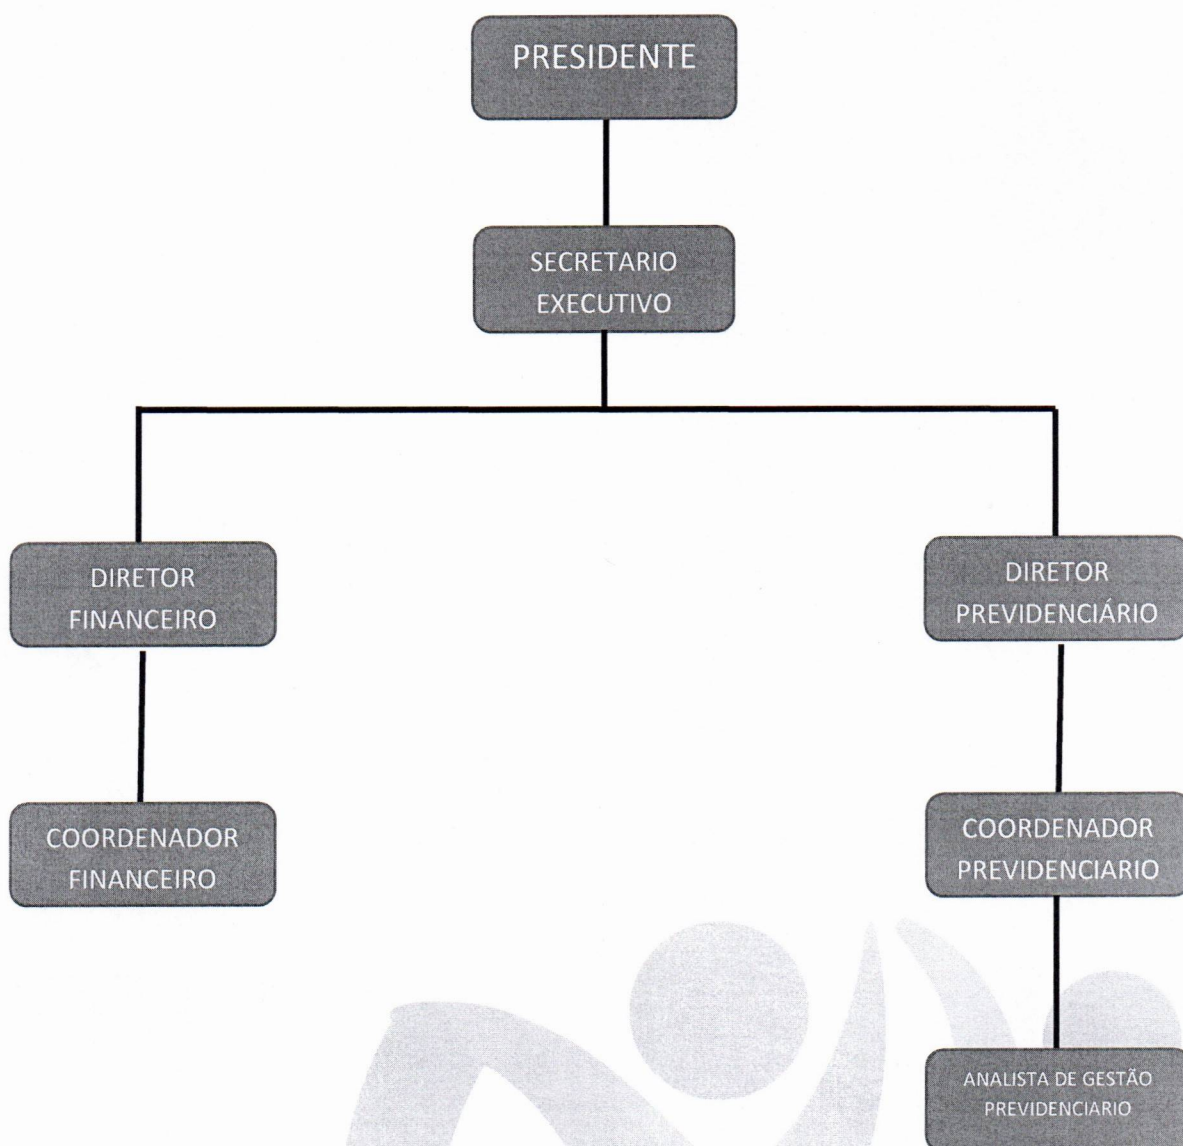 PRESIDENTE
SECRETARIO
EXECUTIVO
DIRETOR
FINANCEIRO
DIRETOR
PREVIDENCIÁRIO
COORDENADOR
FINANCEIRO
COORDENADOR
PREVIDENCIARIO
ANALISTA DE GESTÃO
PREVIDENCIARIO